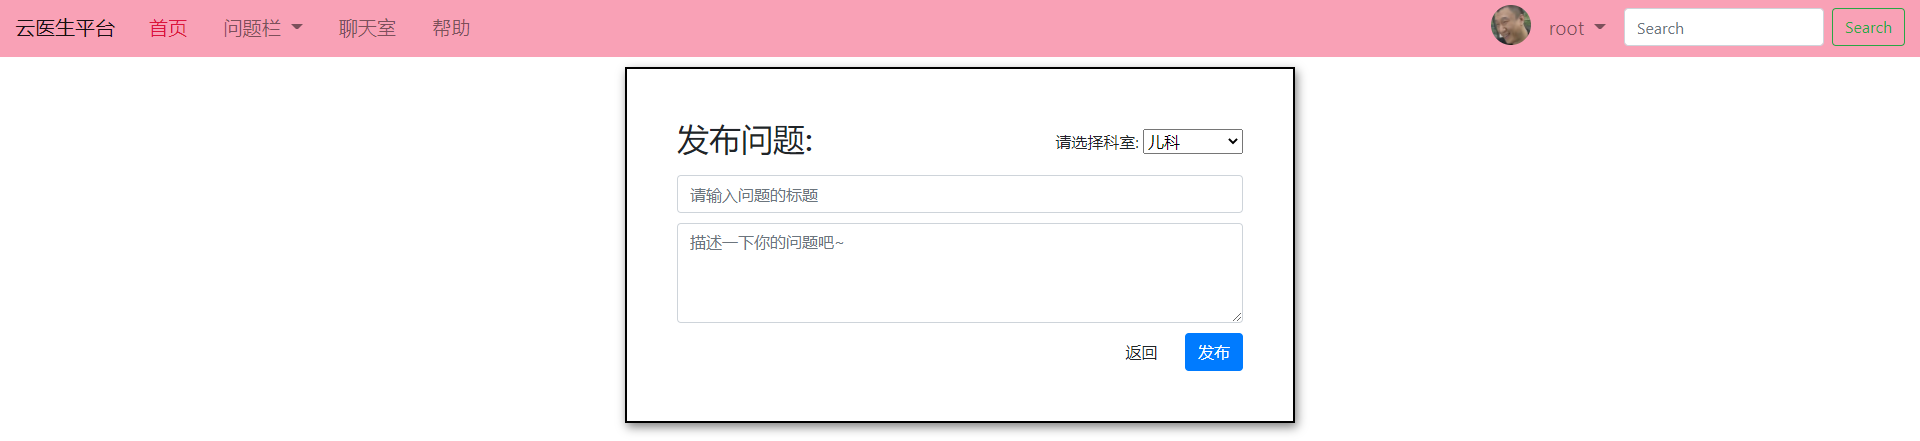 云医生平台 首页 问题栏 聊天室 帮助 root Search Search
发布问题: 请选择科室: 儿科
请输入问题的标题
描述一下你的问题吧~
返回 发布